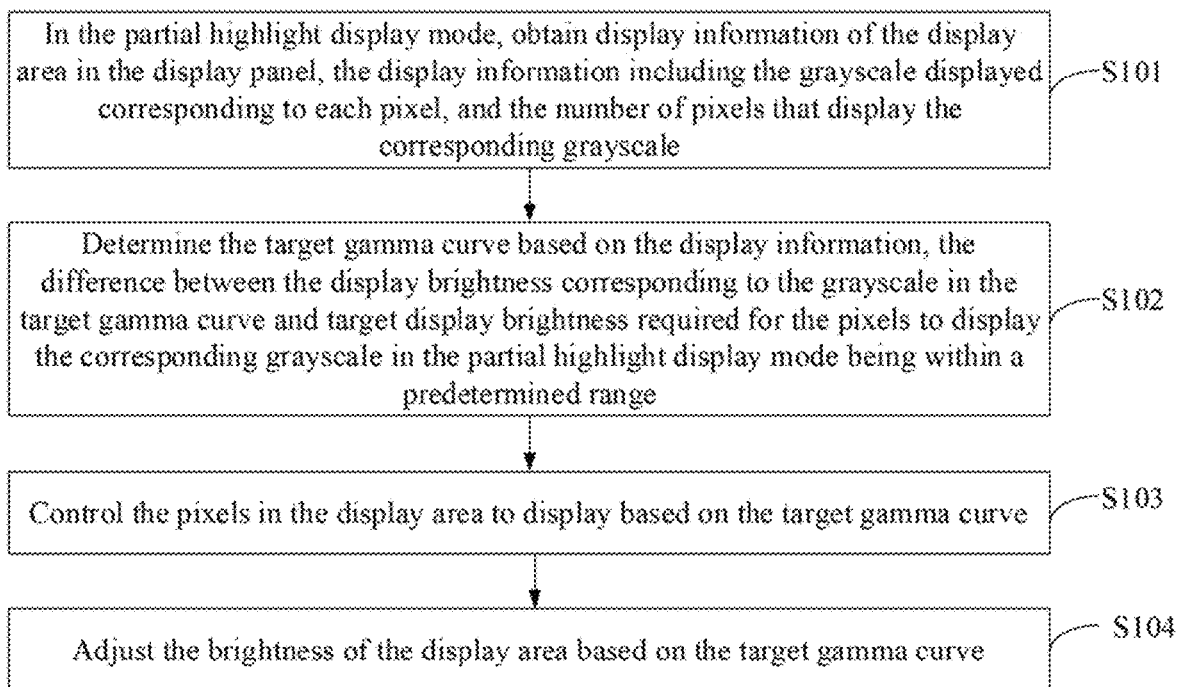 In the partial highlight display mode, obtain display information of the display
area in the display panel, the display information including the grayscale displayed
corresponding to each pixel, and the number of pixels that display the
corresponding grayscale
S101
Determine the target gamma curve based on the display information, the
difference between the display brightness corresponding to the grayscale in the
target gamma curve and target display brightness required for the pixels to display
the corresponding grayscale in the partial highlight display mode being within a
predetermined range
S102
Control the pixels in the display area to display based on the target gamma curve
S103
Adjust the brightness of the display area based on the target gamma curve
S104